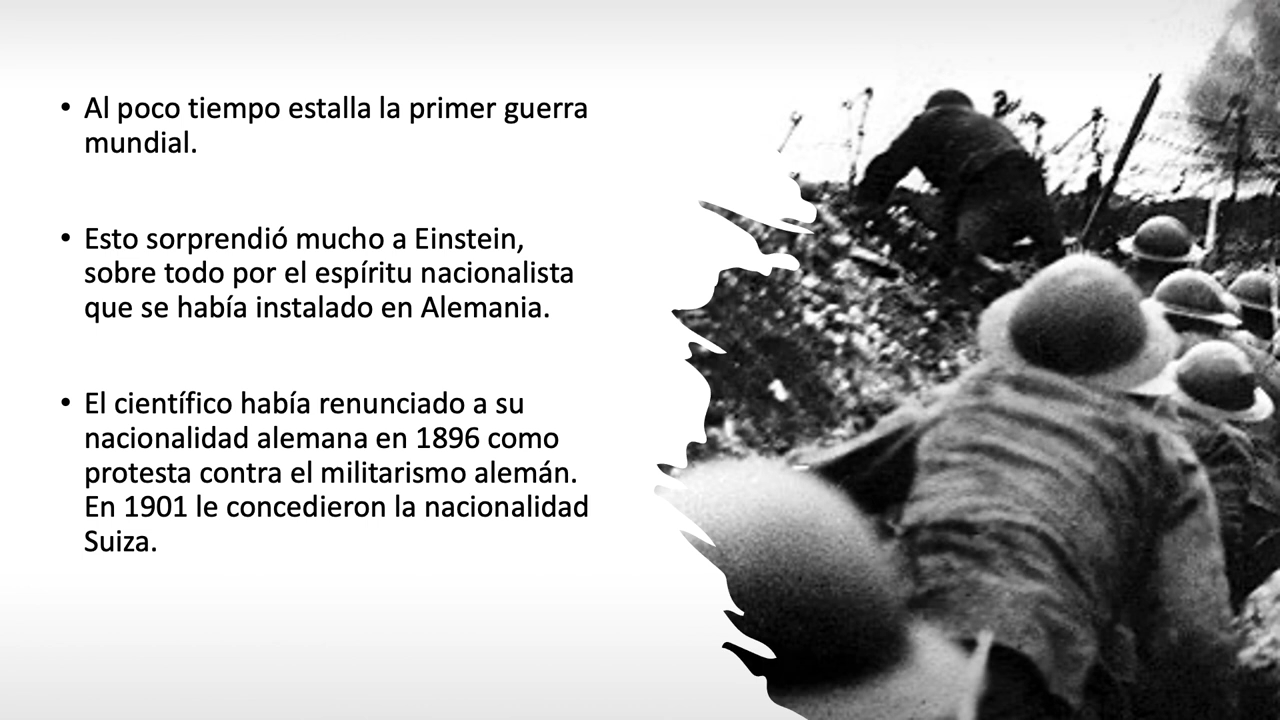 • Al poco tiempo estalla la primer guerra
mundial.
• Esto sorprendió mucho a Einstein,
sobre todo por el espíritu nacionalista
que se había instalado en Alemania.
• El científico había renunciado a su
nacionalidad alemana en 1896 como
protesta contra el militarismo alemán.
En 1901 le concedieron la nacionalidad
Suiza.